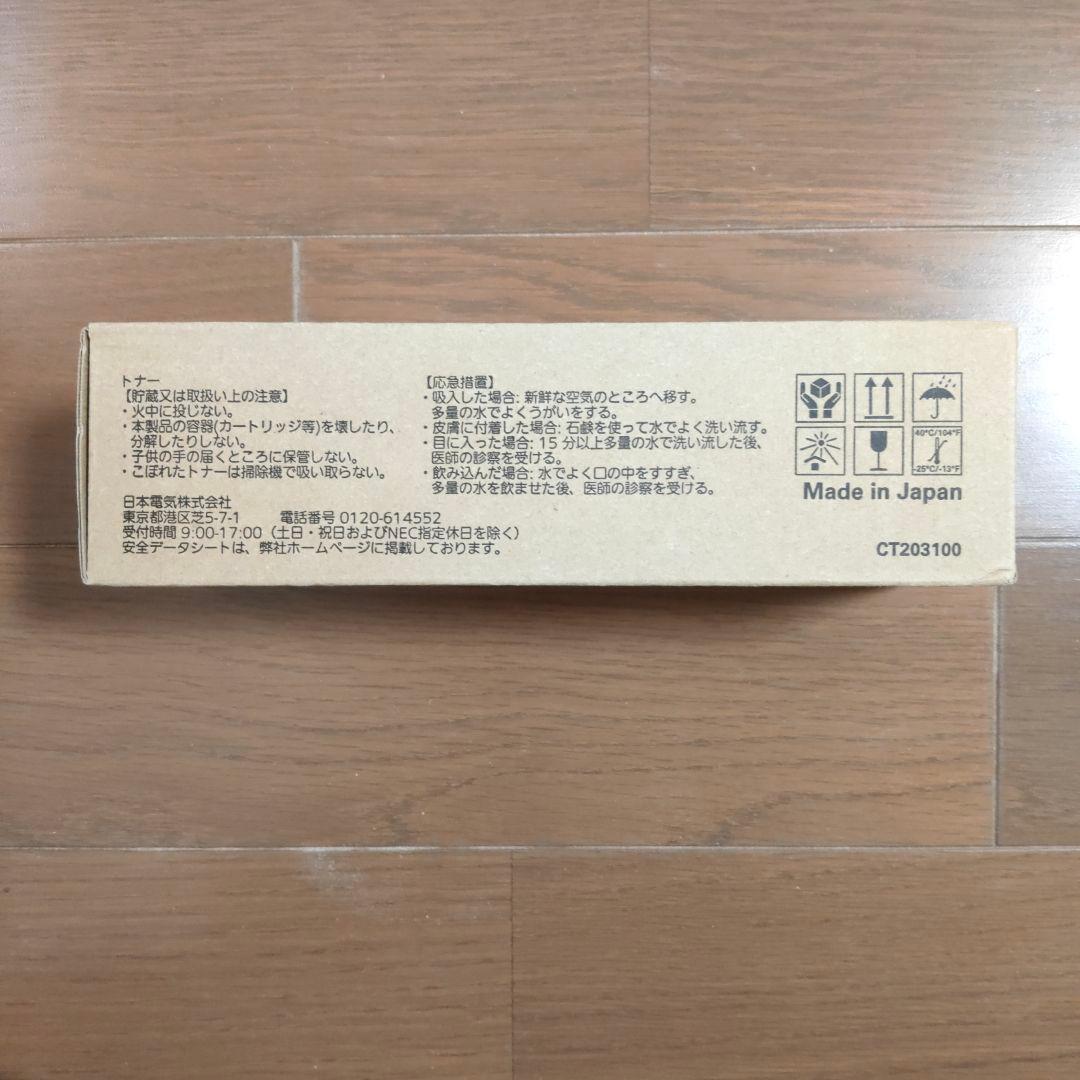 トナー
【貯蔵又は取扱い上の注意】
・火中に投じない。
・本製品の容器(カートリッジ等)を壊したり、
分解したりしない。
・子供の手の届くところに保管しない。
・こぼれたトナーは掃除機で吸い取らない。
日本電気株式会社
東京都港区芝5-7-1 電話番号 0120-614552
受付時間 9:00-17:00（土日・祝日およびNEC指定休日を除く）
安全データシートは、弊社ホームページに掲載しております。
【応急措置】
・吸入した場合: 新鮮な空気のところへ移す。
多量の水でよくうがいをする。
・皮膚に付着した場合: 石鹸を使って水でよく洗い流す。
・目に入った場合: 15 分以上多量の水で洗い流した後、
医師の診察を受ける。
・飲み込んだ場合: 水でよく口の中をすすぎ、
多量の水を飲ませた後、医師の診察を受ける。
40°C/104°F
-25°C/-13°F
Made in Japan
CT203100